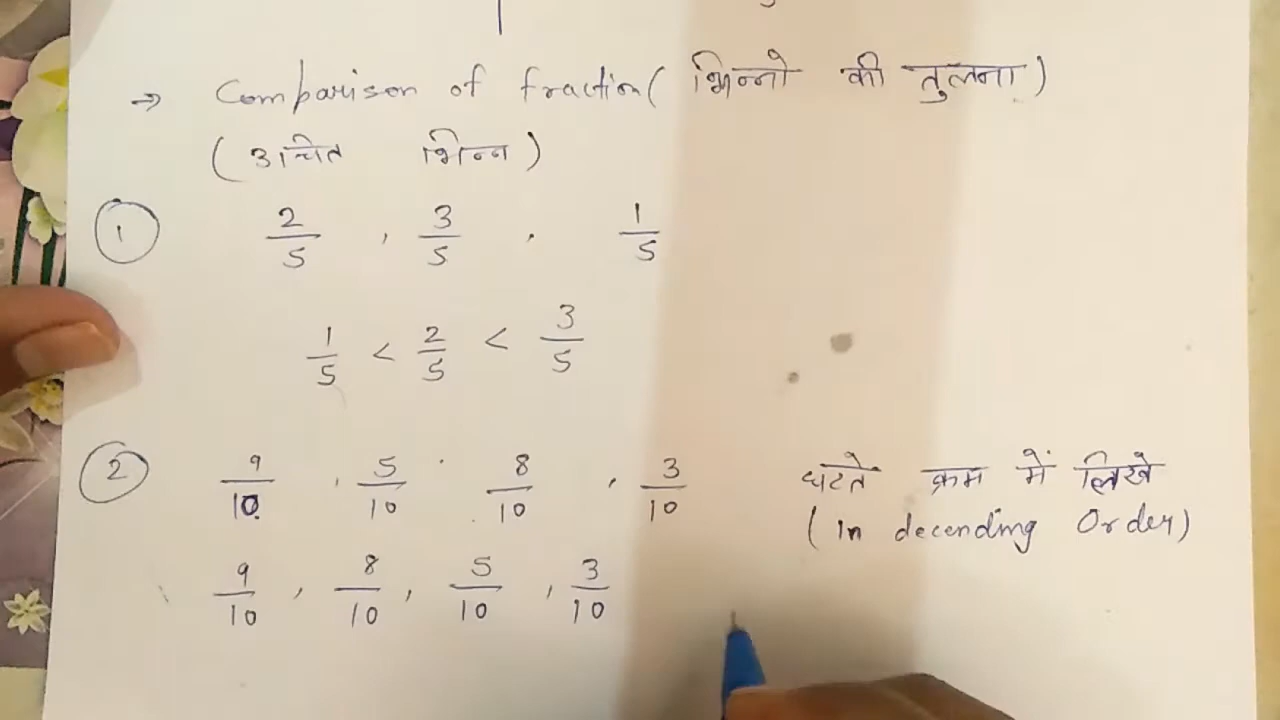 → Comparison of fraction( भिन्नो की तुलना)
(उचित भिन्न)
① 2/5 , 3/5 . 1/5
1/5 < 2/5 < 3/5
② 9/10 , 5/10 . 8/10 , 3/10 घटते क्रम में लिखे
(In decending Order)
9/10 , 8/10 , 5/10 , 3/10